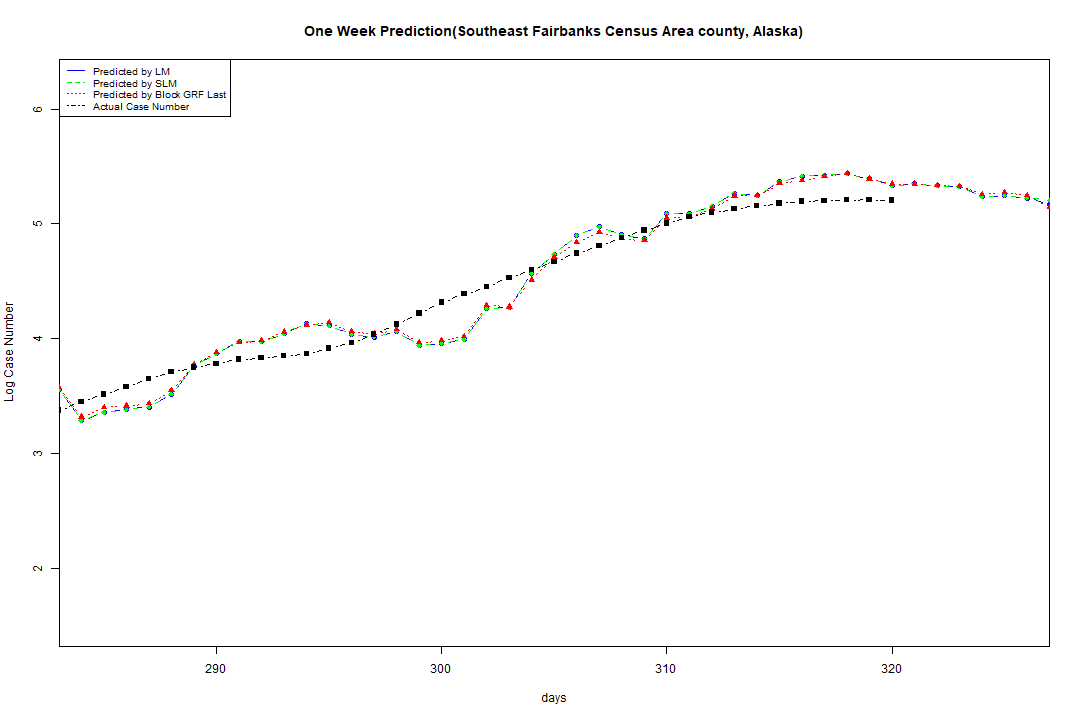 One Week Prediction(Southeast Fairbanks Census Area county, Alaska)
Predicted by LM
Predicted by SLM
Predicted by Block GRF Last
Actual Case Number
Log Case Number
6
5
4
3
2
290 300 310 320
days